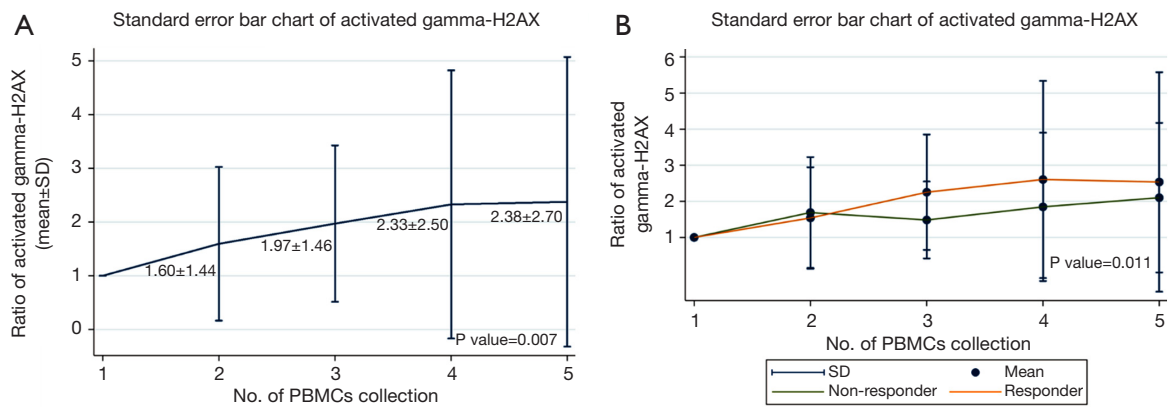 A
Standard error bar chart of activated gamma-H2AX
Ratio of activated gamma-H2AX
(mean±SD)
5
4
3
2
1
0
1.60±1.44
1.97±1.46
2.33±2.50
2.38±2.70
P value=0.007
1 2 3 4 5
No. of PBMCs collection
B
Standard error bar chart of activated gamma-H2AX
Ratio of activated
gamma-H2AX
6
5
4
3
2
1
P value=0.011
1 2 3 4 5
No. of PBMCs collection
SD Mean
Non-responder Responder